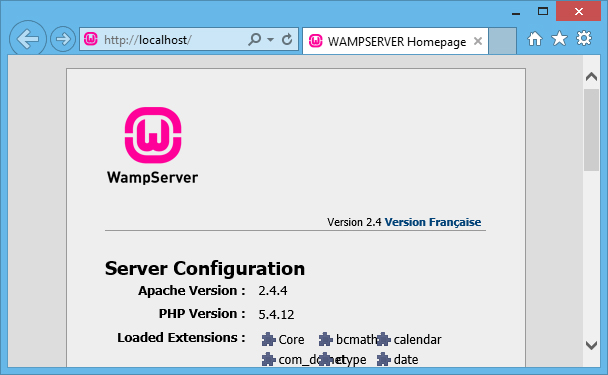 http://localhost/
WAMPSERVER Homepage
W
WampServer
Version 2.4 Version Française
Server Configuration
Apache Version : 2.4.4
PHP Version : 5.4.12
Loaded Extensions : Core bcmath calendar
com_dotnet ctype date